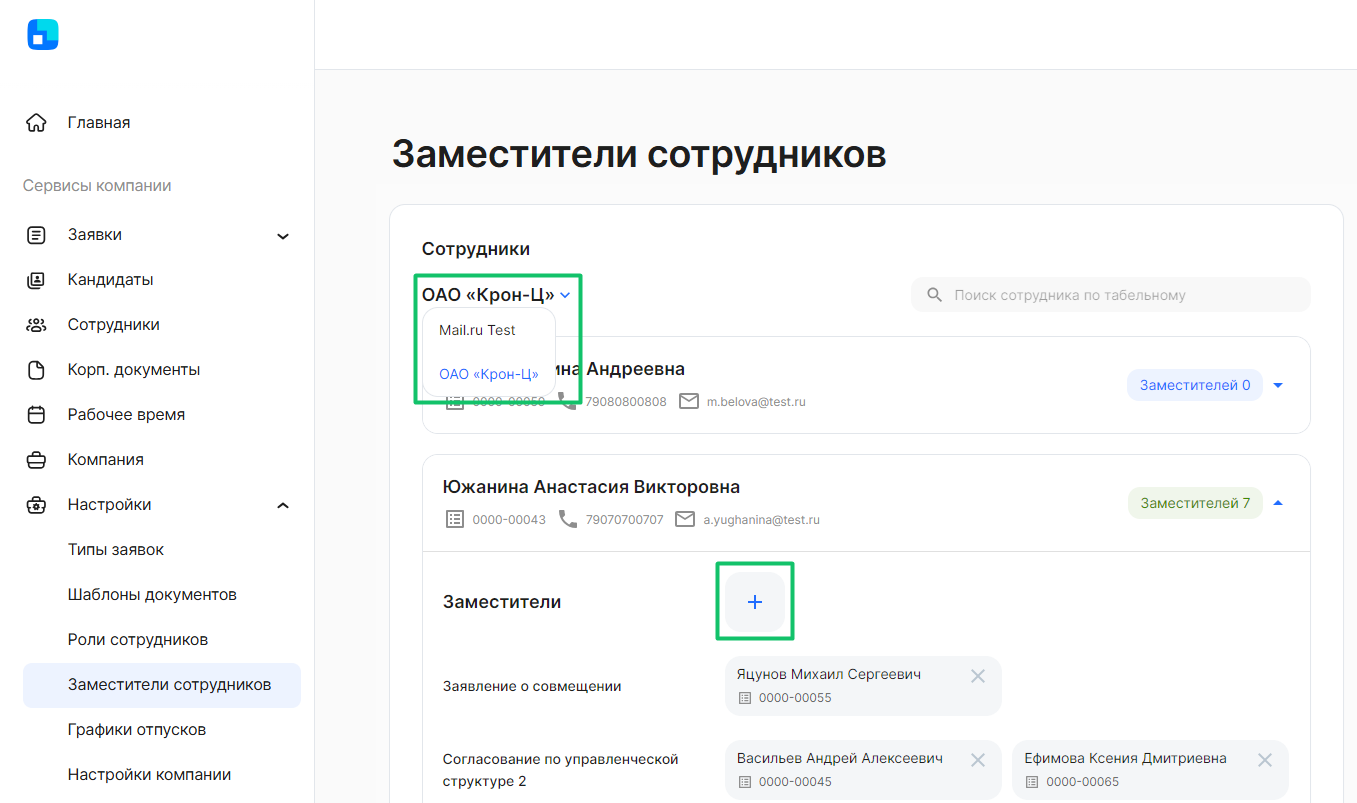 Главная
Сервисы компании
Заявки
Кандидаты
Сотрудники
Корп. документы
Рабочее время
Компания
Настройки
Типы заявок
Шаблоны документов
Роли сотрудников
Заместители сотрудников
Графики отпусков
Настройки компании
Заместители сотрудников
Сотрудники
ОАО «Крон-Ц»
Поиск сотрудника по табельному
Mail.ru Test
ОАО «Крон-Ц»
Андреевна
Заместителей 0
0000-00059 79080800808 m.belova@test.ru
Южанина Анастасия Викторовна
Заместителей 7
0000-00043 79070700707 a.yughanina@test.ru
Заместители
Заявление о совмещении
Яцунов Михаил Сергеевич
0000-00055
Согласование по управленческой
структуре 2
Васильев Андрей Алексеевич
0000-00045
Ефимова Ксения Дмитриевна
0000-00065